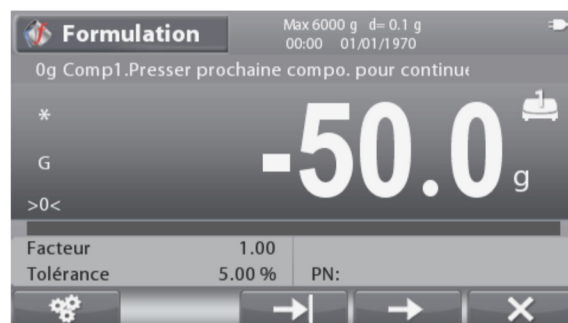 Formulation
Max 6000 g d= 0.1 g
00:00 01/01/1970
0g Comp1.Presser prochaine compo. pour continue
1
*
-50.0 g
G
>0<
Facteur 1.00
Tolérance 5.00 % PN: